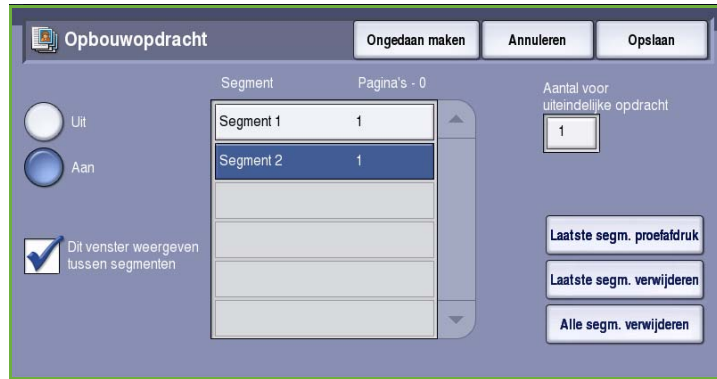 Opbouwopdracht
Ongedaan maken
Annuleren
Opslaan
Segment
Pagina's - 0
Uit
Aan
Dit venster weergeven
tussen segmenten
Segment 1 1
Segment 2 1
Aantal voor
uiteindelijke opdracht
1
Laatste segm. proefafdruk
Laatste segm. verwijderen
Alle segm. verwijderen